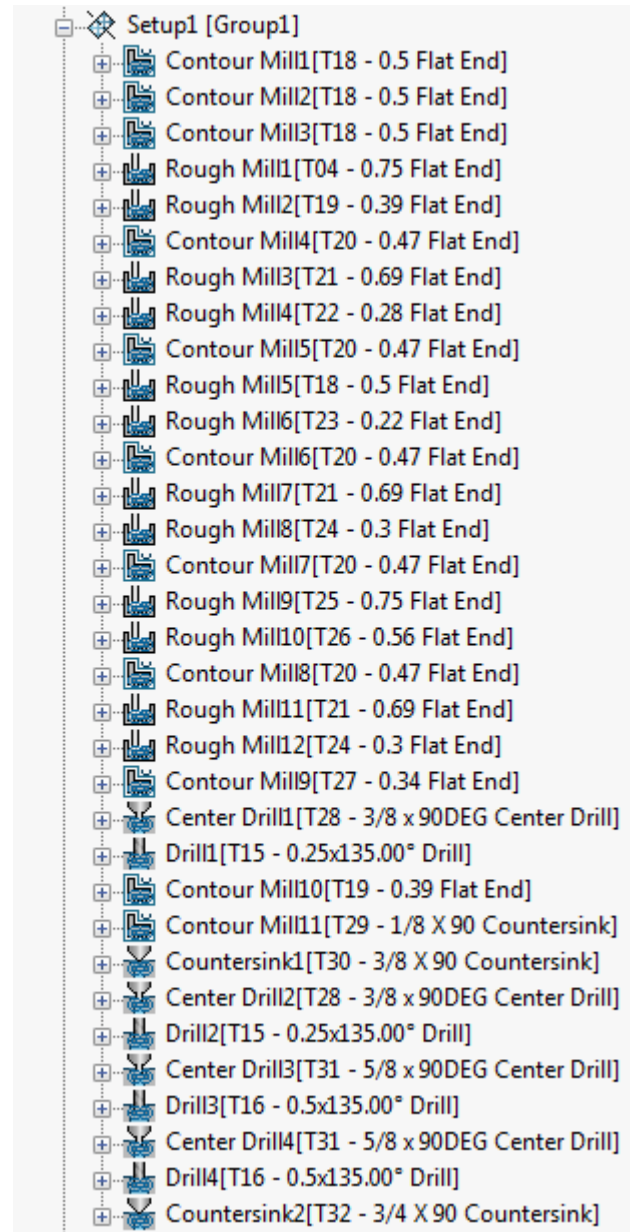 Setup1 [Group1]
Contour Mill1[T18 - 0.5 Flat End]
Contour Mill2[T18 - 0.5 Flat End]
Contour Mill3[T18 - 0.5 Flat End]
Rough Mill1[T04 - 0.75 Flat End]
Rough Mill2[T19 - 0.39 Flat End]
Contour Mill4[T20 - 0.47 Flat End]
Rough Mill3[T21 - 0.69 Flat End]
Rough Mill4[T22 - 0.28 Flat End]
Contour Mill5[T20 - 0.47 Flat End]
Rough Mill5[T18 - 0.5 Flat End]
Rough Mill6[T23 - 0.22 Flat End]
Contour Mill6[T20 - 0.47 Flat End]
Rough Mill7[T21 - 0.69 Flat End]
Rough Mill8[T24 - 0.3 Flat End]
Contour Mill7[T20 - 0.47 Flat End]
Rough Mill9[T25 - 0.75 Flat End]
Rough Mill10[T26 - 0.56 Flat End]
Contour Mill8[T20 - 0.47 Flat End]
Rough Mill11[T21 - 0.69 Flat End]
Rough Mill12[T24 - 0.3 Flat End]
Contour Mill9[T27 - 0.34 Flat End]
Center Drill1[T28 - 3/8 x 90DEG Center Drill]
Drill1[T15 - 0.25x135.00° Drill]
Contour Mill10[T19 - 0.39 Flat End]
Contour Mill11[T29 - 1/8 X 90 Countersink]
Countersink1[T30 - 3/8 X 90 Countersink]
Center Drill2[T28 - 3/8 x 90DEG Center Drill]
Drill2[T15 - 0.25x135.00° Drill]
Center Drill3[T31 - 5/8 x 90DEG Center Drill]
Drill3[T16 - 0.5x135.00° Drill]
Center Drill4[T31 - 5/8 x 90DEG Center Drill]
Drill4[T16 - 0.5x135.00° Drill]
Countersink2[T32 - 3/4 X 90 Countersink]